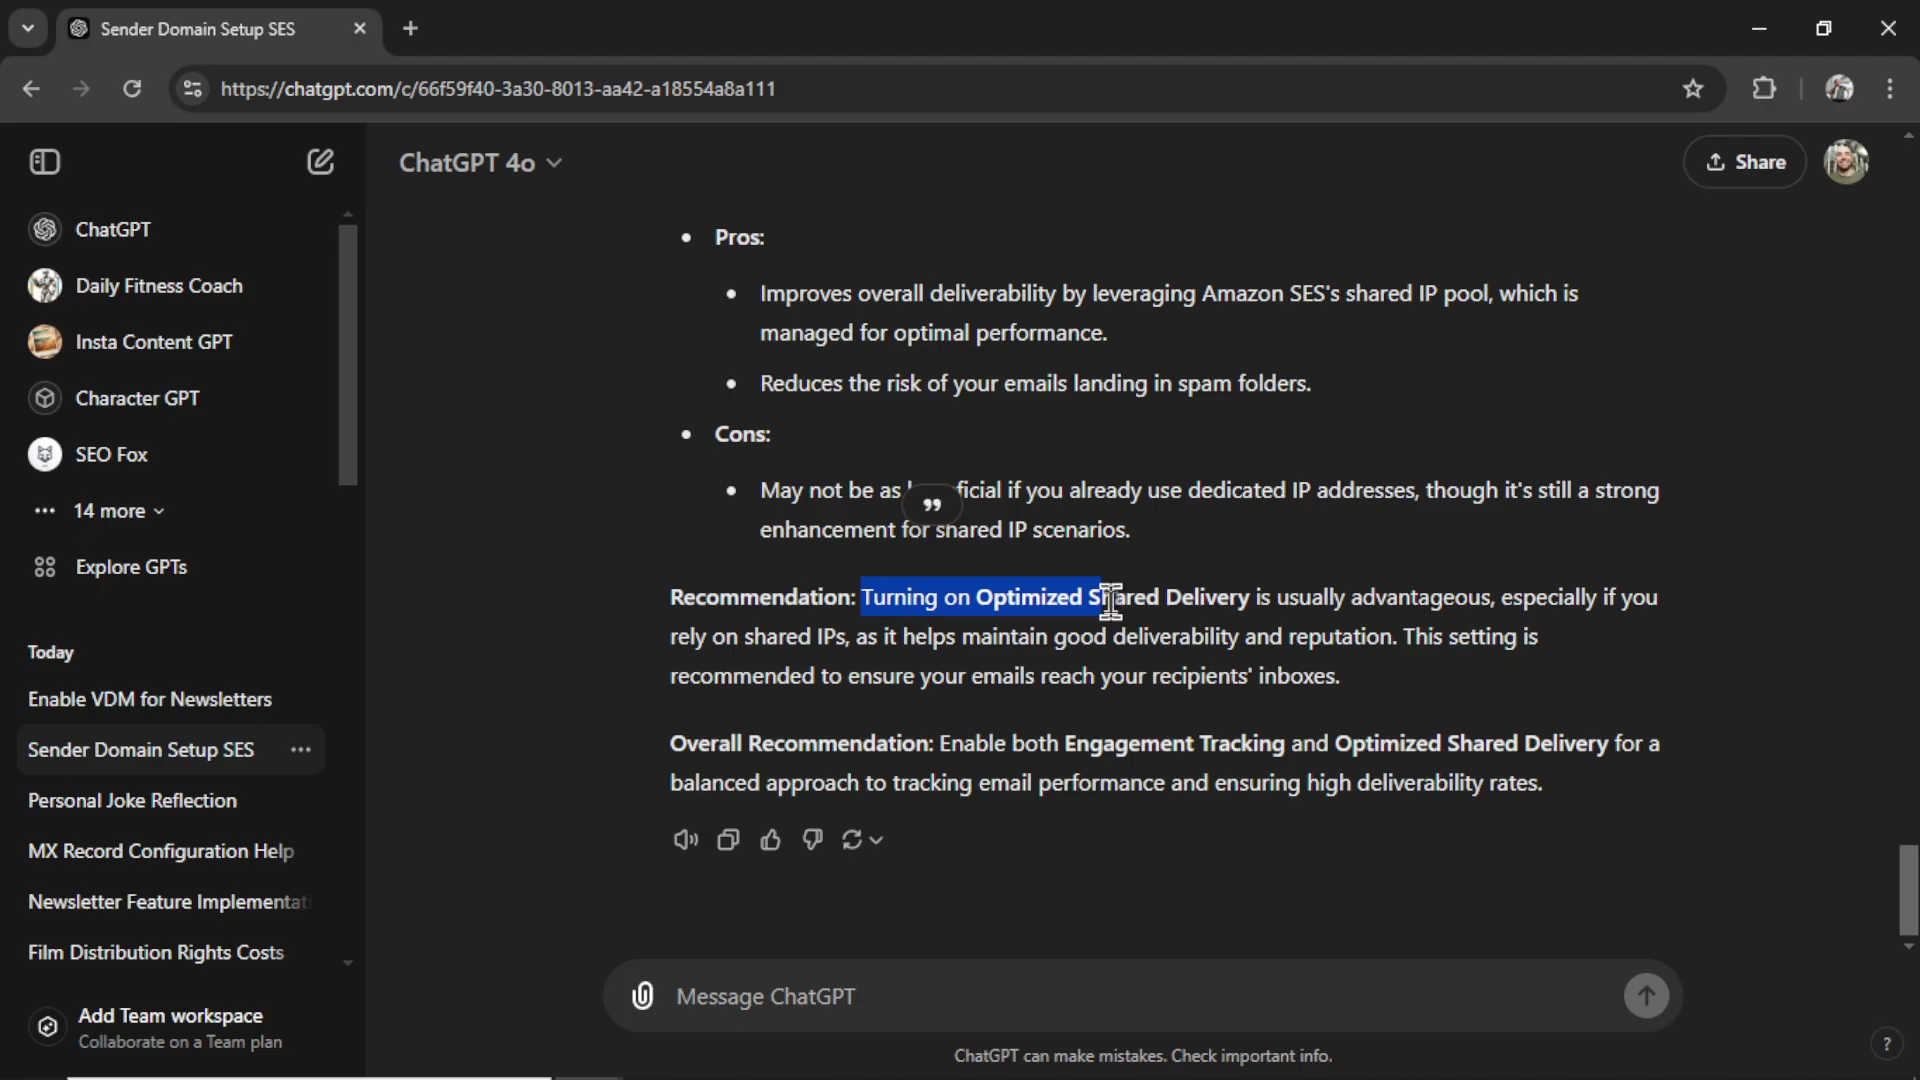 Sender Domain Setup SES
https://chatgpt.com/c/66f59f40-3a30-8013-aa42-a18554a8a111
ChatGPT 4o
Share
ChatGPT
Daily Fitness Coach
Insta Content GPT
Character GPT
SEO Fox
14 more
Explore GPTs
Today
Enable VDM for Newsletters
Sender Domain Setup SES
Personal Joke Reflection
MX Record Configuration Help
Newsletter Feature Implementati
Film Distribution Rights Costs
Add Team workspace
Collaborate on a Team plan
• Pros:
• Improves overall deliverability by leveraging Amazon SES's shared IP pool, which is
managed for optimal performance.
• Reduces the risk of your emails landing in spam folders.
• Cons:
• May not be as ficial if you already use dedicated IP addresses, though it's still a strong
enhancement for shared IP scenarios.
Recommendation: Turning on Optimized Shared Delivery is usually advantageous, especially if you
rely on shared IPs, as it helps maintain good deliverability and reputation. This setting is
recommended to ensure your emails reach your recipients' inboxes.
Overall Recommendation: Enable both Engagement Tracking and Optimized Shared Delivery for a
balanced approach to tracking email performance and ensuring high deliverability rates.
Message ChatGPT
ChatGPT can make mistakes. Check important info.
?